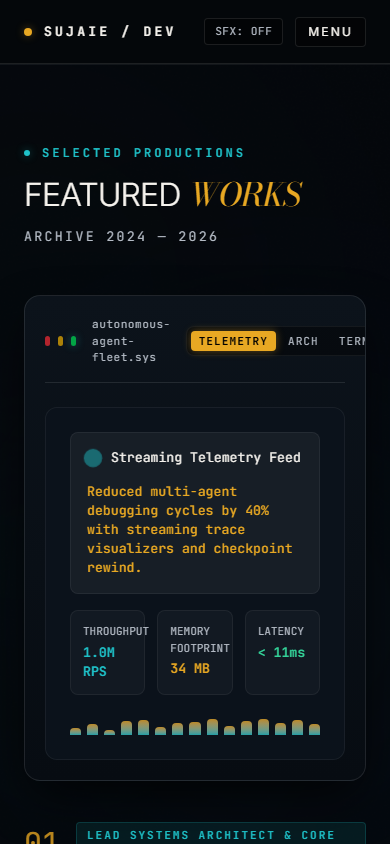 SUJAIE / DEV
SFX: OFF
MENU
SELECTED PRODUCTIONS
FEATURED WORKS
ARCHIVE 2024 — 2026
autonomous-
agent-
fleet.sys
TELEMETRY
ARCH
Streaming Telemetry Feed
Reduced multi-agent
debugging cycles by 40%
with streaming trace
visualizers and checkpoint
rewind.
THROUGHPUT
1.0M
RPS
MEMORY
FOOTPRINT
34 MB
LATENCY
< 11ms
01
LEAD SYSTEMS ARCHITECT & CORE